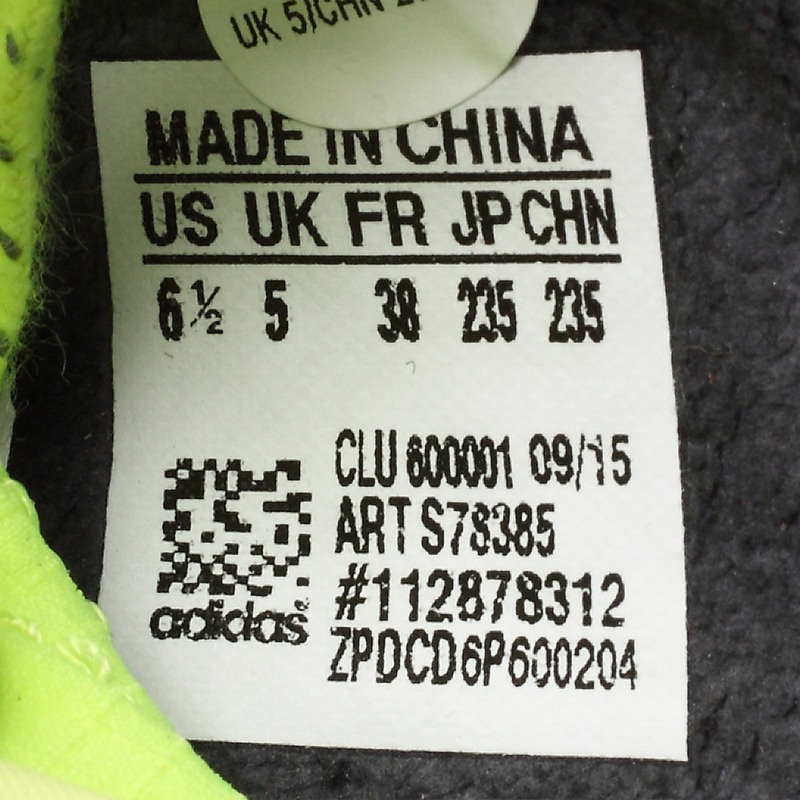 UK 5/CHN
MADE IN CHINA
US UK FR JP CHN
6½ 5 38 235 235
CLU 600001 09/15
ART S78385
#112878312
adidas
ZPDCD6P600204